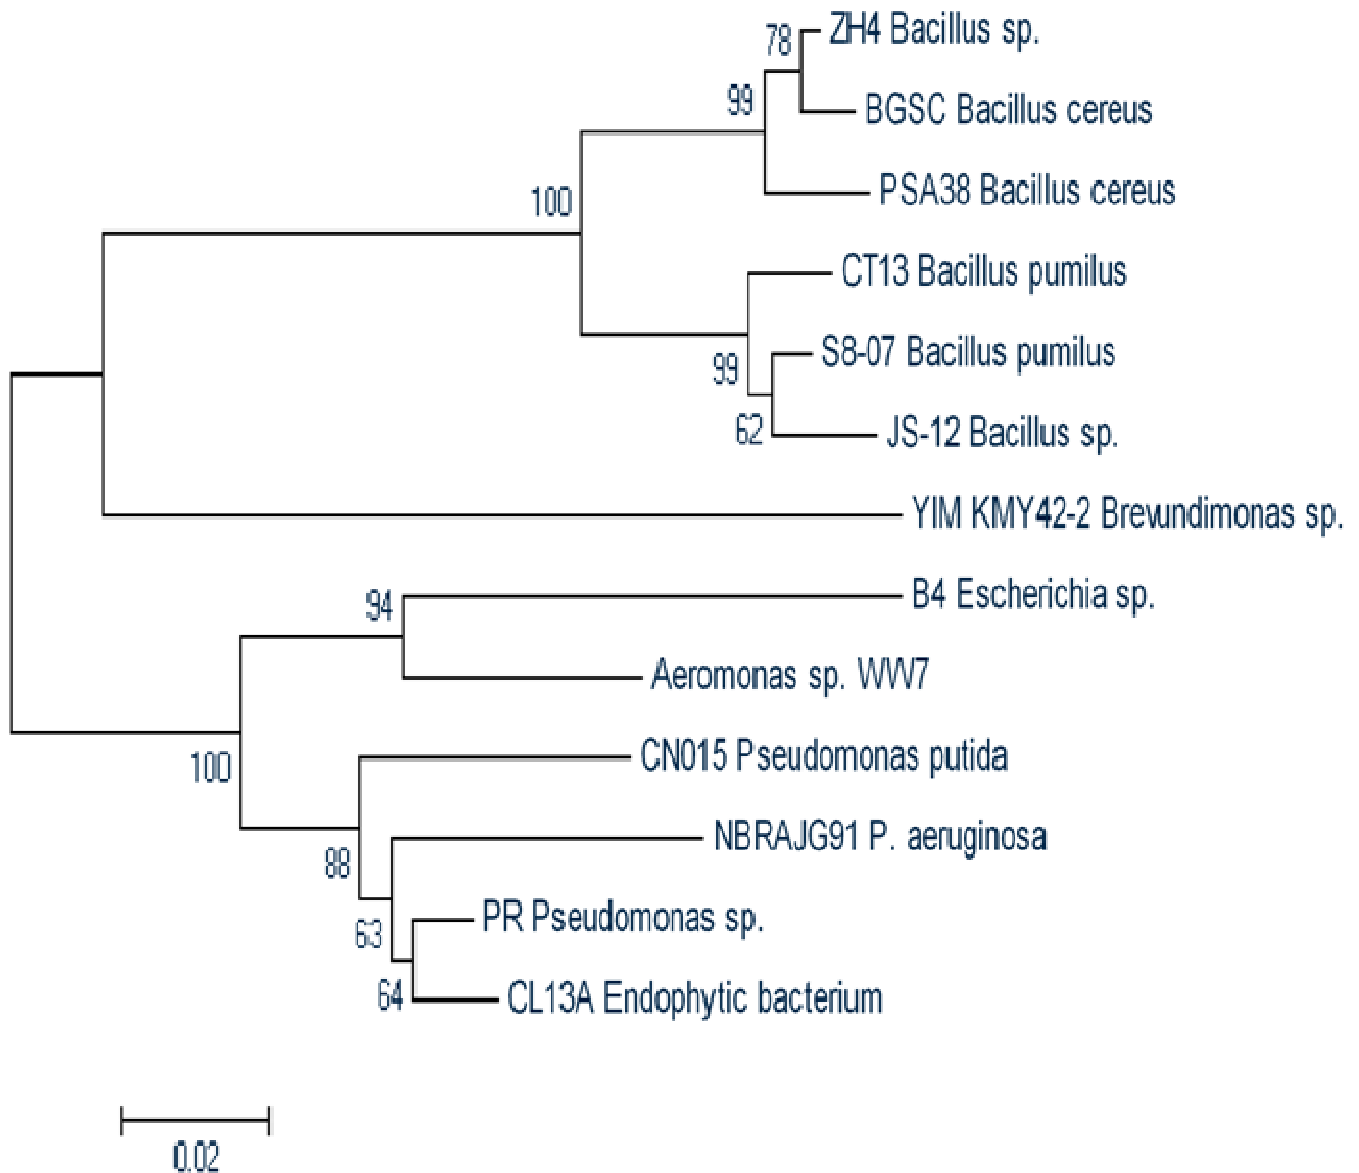 78
ZH4 Bacillus sp.
99
BGSC Bacillus cereus
PSA38 Bacillus cereus
100
CT13 Bacillus pumilus
S8-07 Bacillus pumilus
99
62
JS-12 Bacillus sp.
YIM KMY42-2 Brevundimonas sp.
94
B4 Escherichia sp.
Aeromonas sp. WW7
100
CN015 Pseudomonas putida
NBRAJG91 P. aeruginosa
88
PR Pseudomonas sp.
63
64
CL13A Endophytic bacterium
0.02